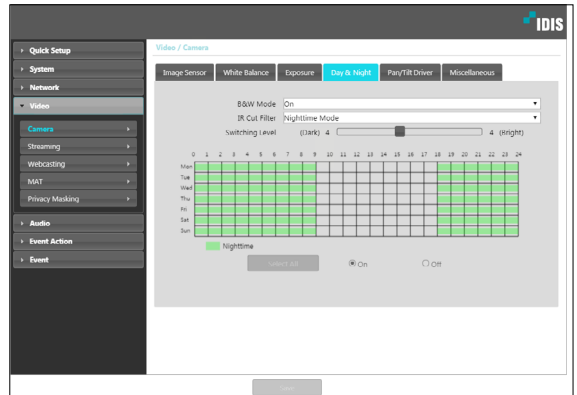 IDIS
Quick Setup
System
Network
Video
Camera
Streaming
Webcasting
MAT
Privacy Masking
Audio
Event Action
Event
Video / Camera
Image Sensor White Balance Exposure Day & Night Pan/Tilt Driver Miscellaneous
B&W Mode On
IR Cut Filter Nighttime Mode
Switching Level (Dark) 4 4 (Bright)
0 1 2 3 4 5 6 7 8 9 10 11 12 13 14 15 16 17 18 19 20 21 22 23 24
Mon
Tue
Wed
Thu
Fri
Sat
Sun
Nighttime
Select All On Off
Save